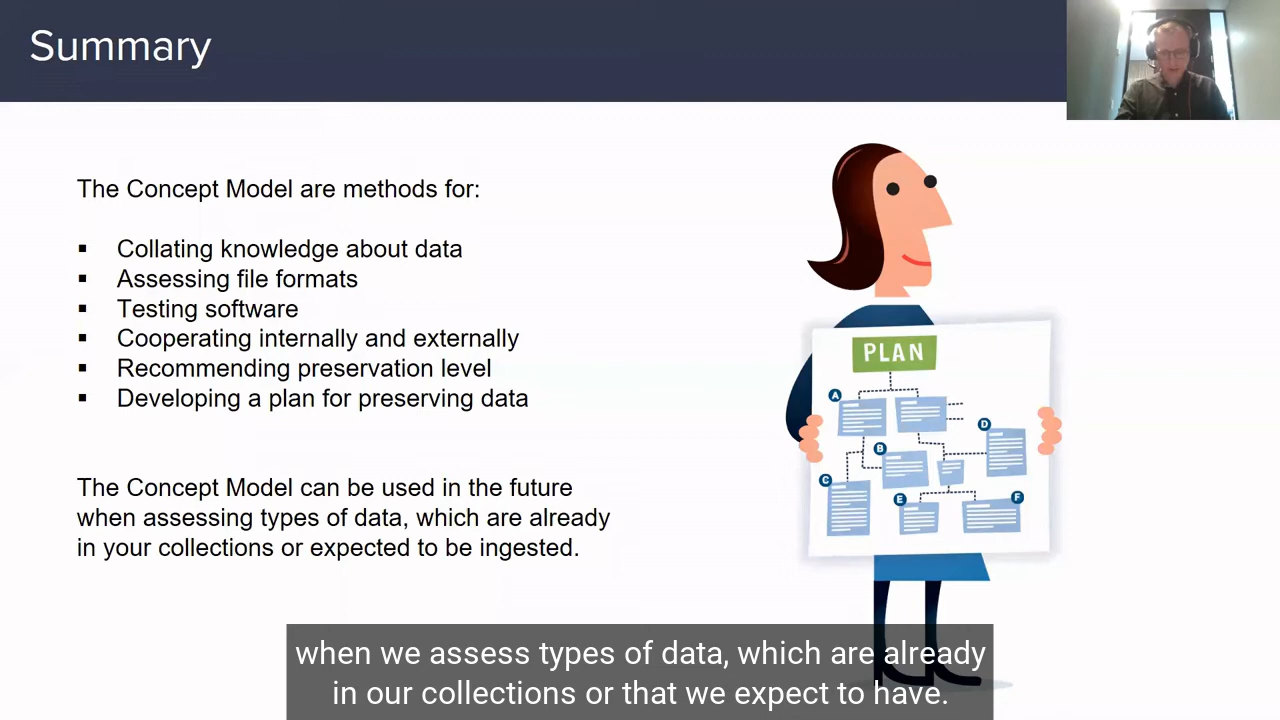 Summary
The Concept Model are methods for:
▪ Collating knowledge about data
▪ Assessing file formats
▪ Testing software
▪ Cooperating internally and externally
▪ Recommending preservation level
▪ Developing a plan for preserving data
The Concept Model can be used in the future
when assessing types of data, which are already
in your collections or expected to be ingested.
PLAN
A
D
B
C
E
F
when we assess types of data, which are already
in our collections or that we expect to have.